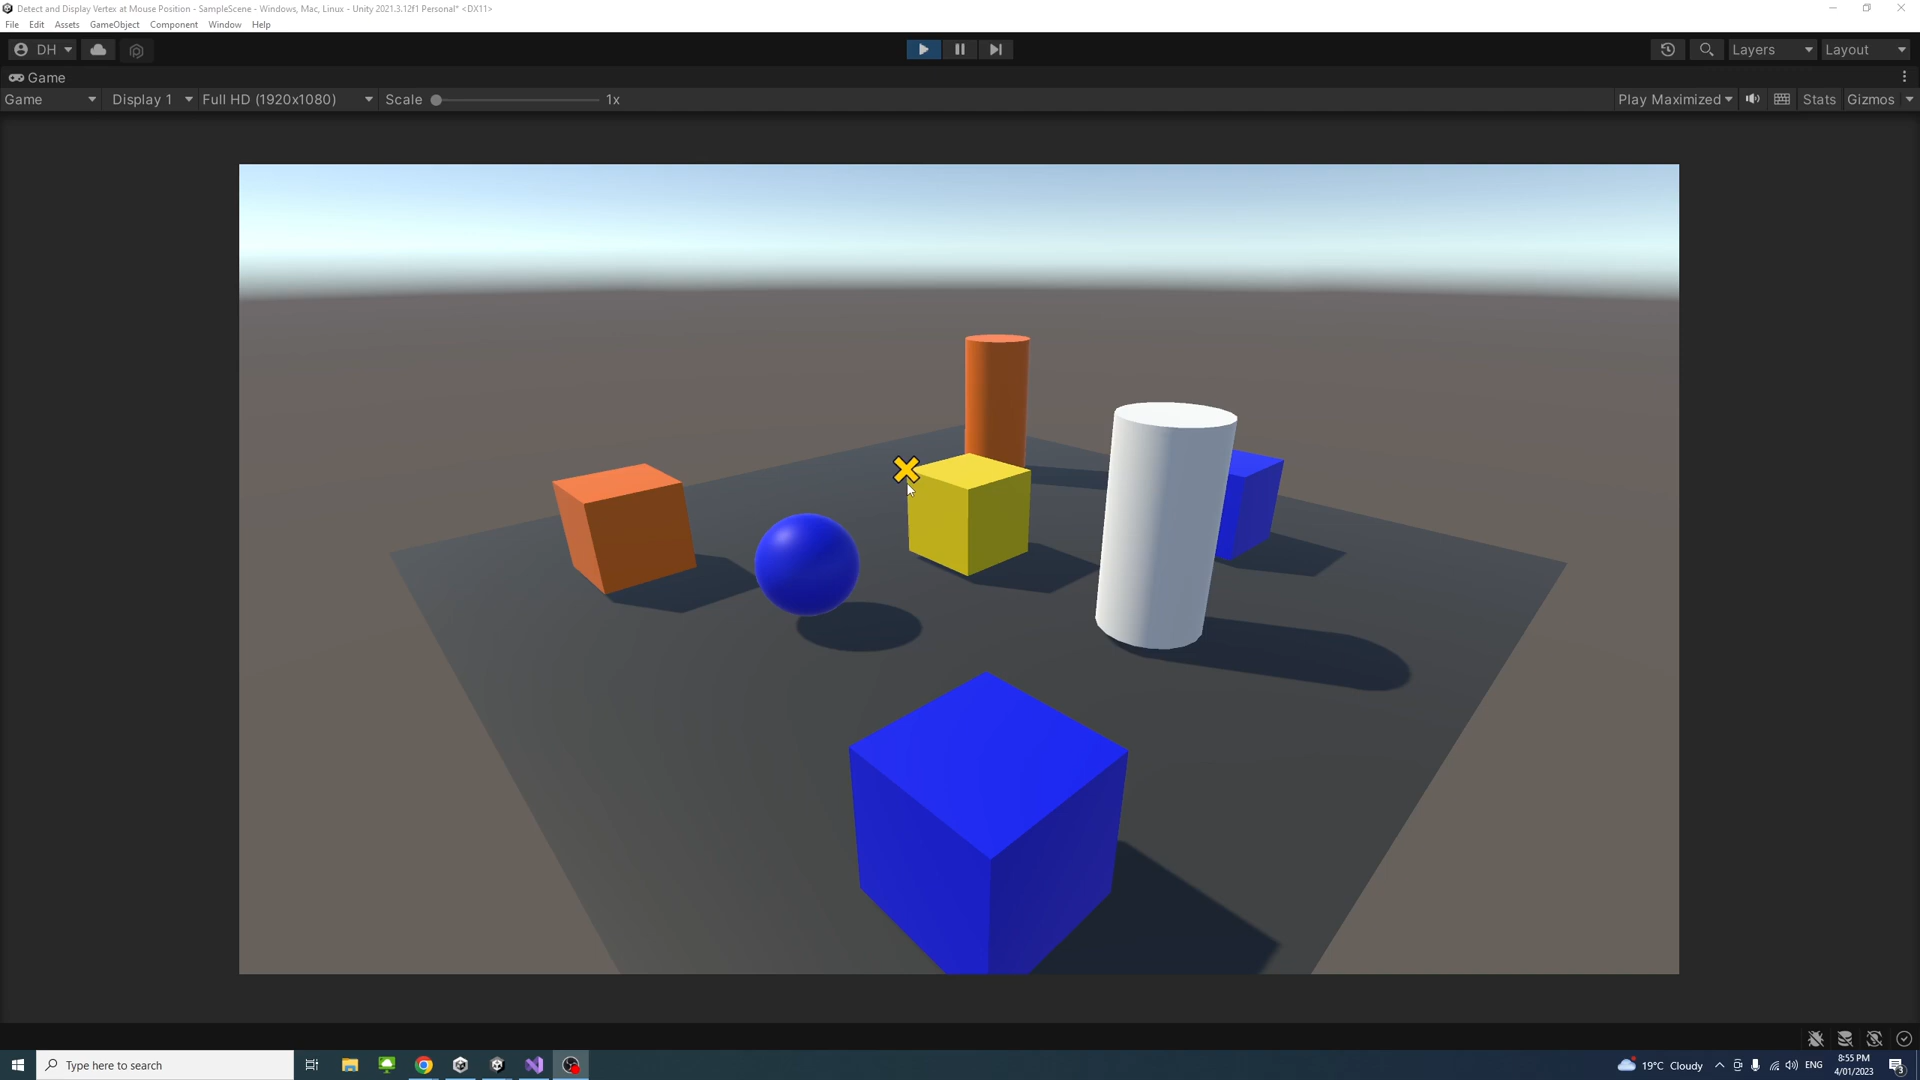 Detect and Display Vertex at Mouse Position - SampleScene - Windows, Mac, Linux - Unity 2021.3.12f1 Personal* <DX11>
File Edit Assets GameObject Component Window Help
DH Layers Layout
Game
Game Display 1 Full HD (1920x1080) Scale 1x Play Maximized Stats Gizmos
Type here to search 19°C Cloudy ENG 8:55 PM
4/01/2023 3